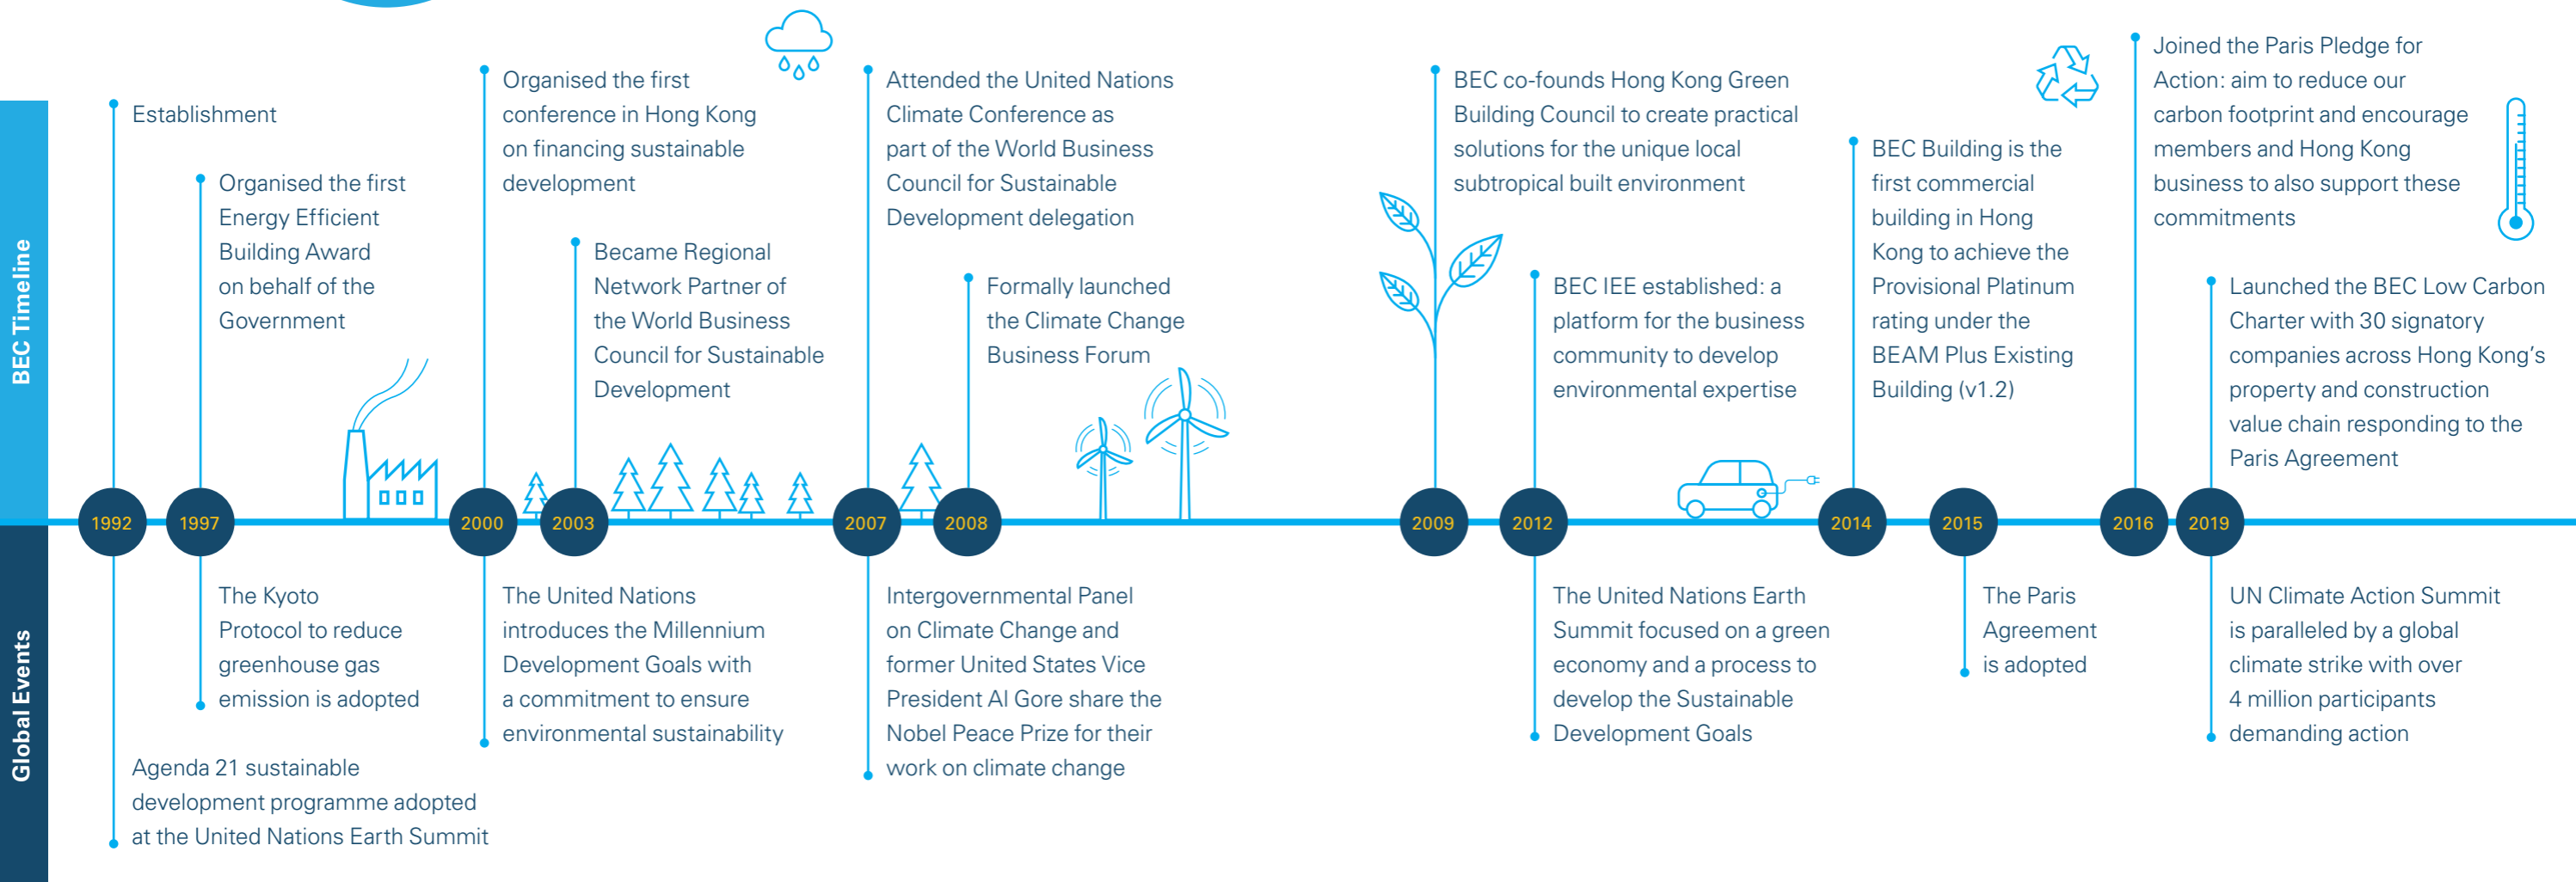 BEC Timeline
Establishment
Organised the first
Energy Efficient
Building Award
on behalf of the
Government
Organised the first
conference in Hong Kong
on financing sustainable
development
Became Regional
Network Partner of
the World Business
Council for Sustainable
Development
Attended the United Nations
Climate Conference as
part of the World Business
Council for Sustainable
Development delegation
Formally launched
the Climate Change
Business Forum
BEC co-founds Hong Kong Green
Building Council to create practical
solutions for the unique local
subtropical built environment
BEC IEE established: a
platform for the business
community to develop
environmental expertise
BEC Building is the
first commercial
building in Hong
Kong to achieve the
Provisional Platinum
rating under the
BEAM Plus Existing
Building (v1.2)
Joined the Paris Pledge for
Action: aim to reduce our
carbon footprint and encourage
members and Hong Kong
business to also support these
commitments
Launched the BEC Low Carbon
Charter with 30 signatory
companies across Hong Kong's
property and construction
value chain responding to the
Paris Agreement
1992
1997
2000
2003
2007
2008
2009
2012
2014
2015
2016
2019
Global Events
Agenda 21 sustainable
development programme adopted
at the United Nations Earth Summit
The Kyoto
Protocol to reduce
greenhouse gas
emission is adopted
The United Nations
introduces the Millennium
Development Goals with
a commitment to ensure
environmental sustainability
Intergovernmental Panel
on Climate Change and
former United States Vice
President Al Gore share the
Nobel Peace Prize for their
work on climate change
The United Nations Earth
Summit focused on a green
economy and a process to
develop the Sustainable
Development Goals
The Paris
Agreement
is adopted
UN Climate Action Summit
is paralleled by a global
climate strike with over
4 million participants
demanding action